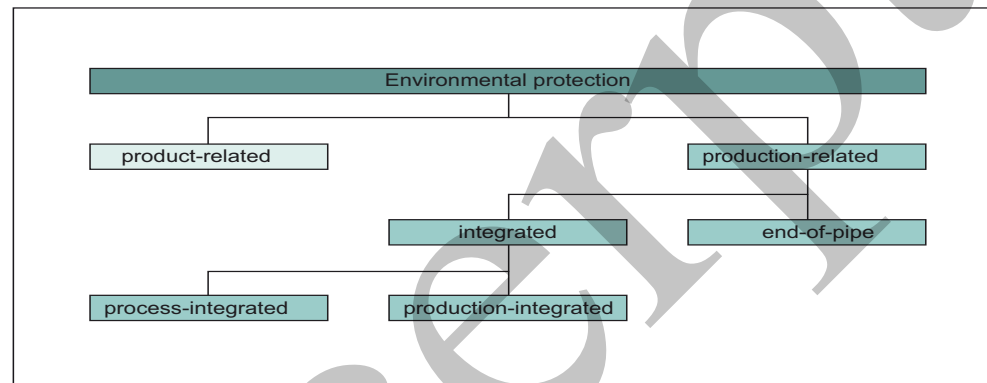 Environmental protection
product-related
production-related
integrated
end-of-pipe
process-integrated
production-integrated